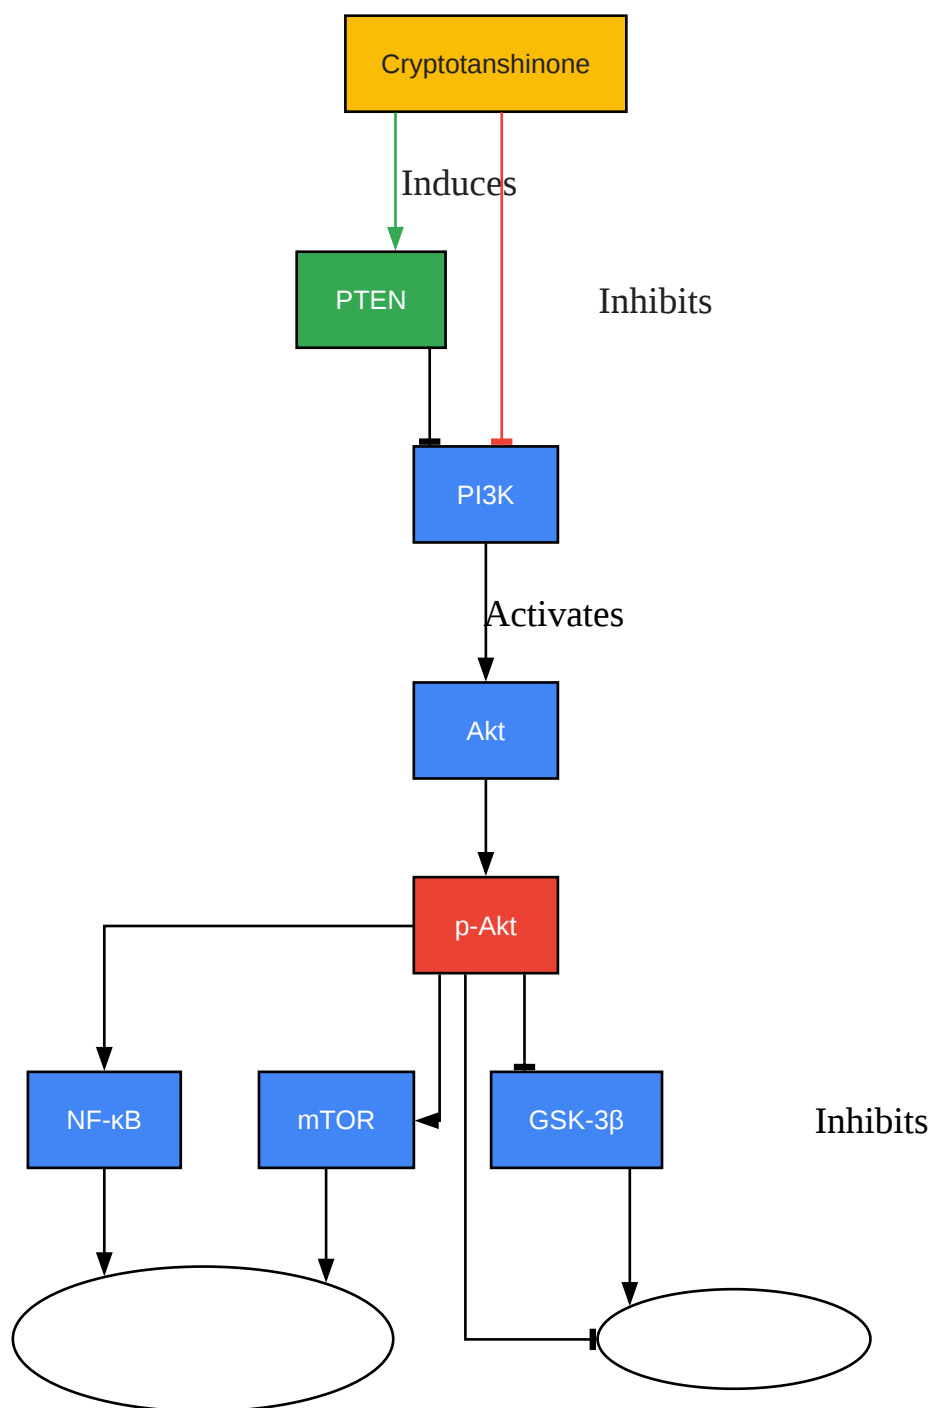 Cryptotanshinone
Induces
PTEN
Inhibits
PI3K
Activates
Akt
p-Akt
NF-κB
mTOR
GSK-3β
Inhibits